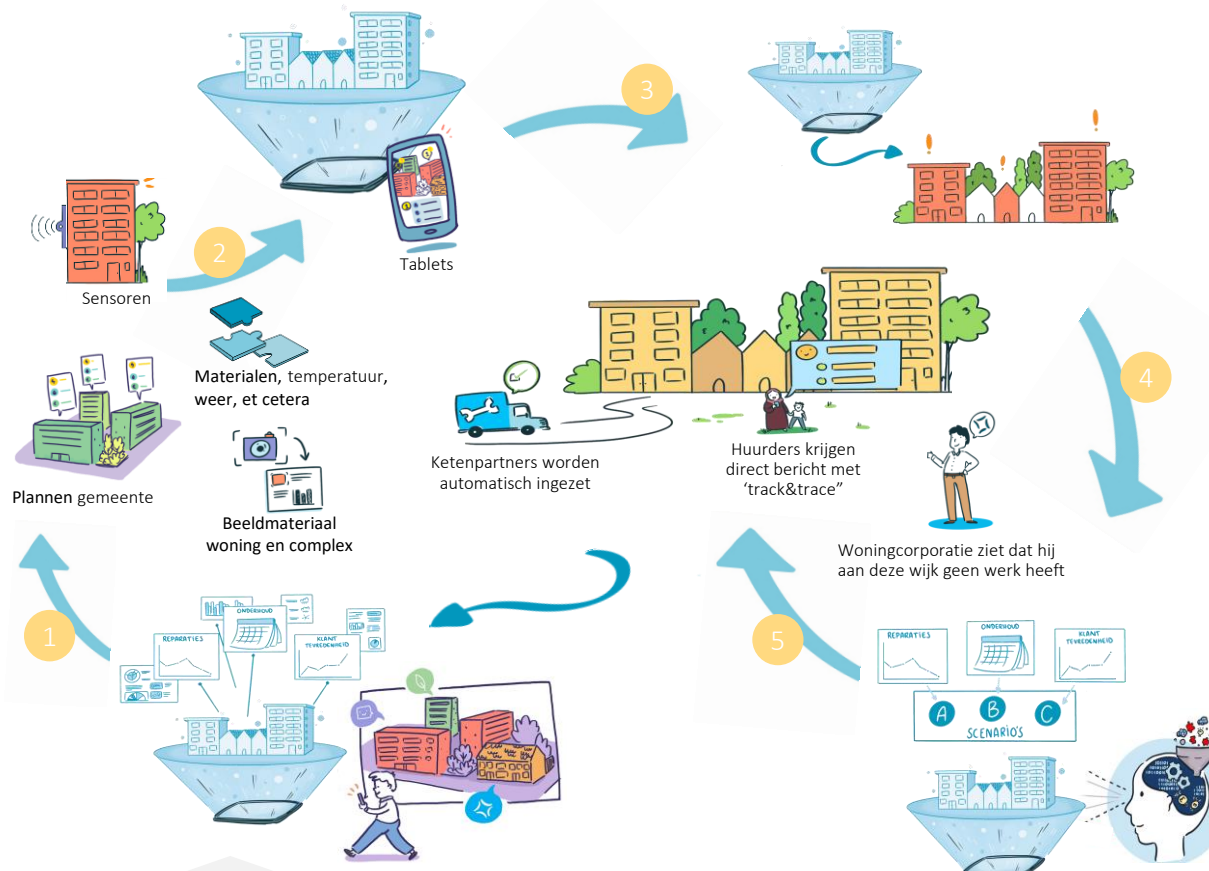 3
Tablets
2
Sensoren
Materialen, temperatuur,
weer, et cetera
Plannen gemeente
Beeldmateriaal
woning en complex
Ketenpartners worden
automatisch ingezet
Huurders krijgen
direct bericht met
‘track&trace”
4
Woningcorporatie ziet dat hij
aan deze wijk geen werk heeft
1
REPARATIES
ONDERHOUD
KLANT
TEVREDENHEID
5
REPARATIES
ONDERHOUD
KLANT
TEVREDENHEID
A
B
C
SCENARIO'S